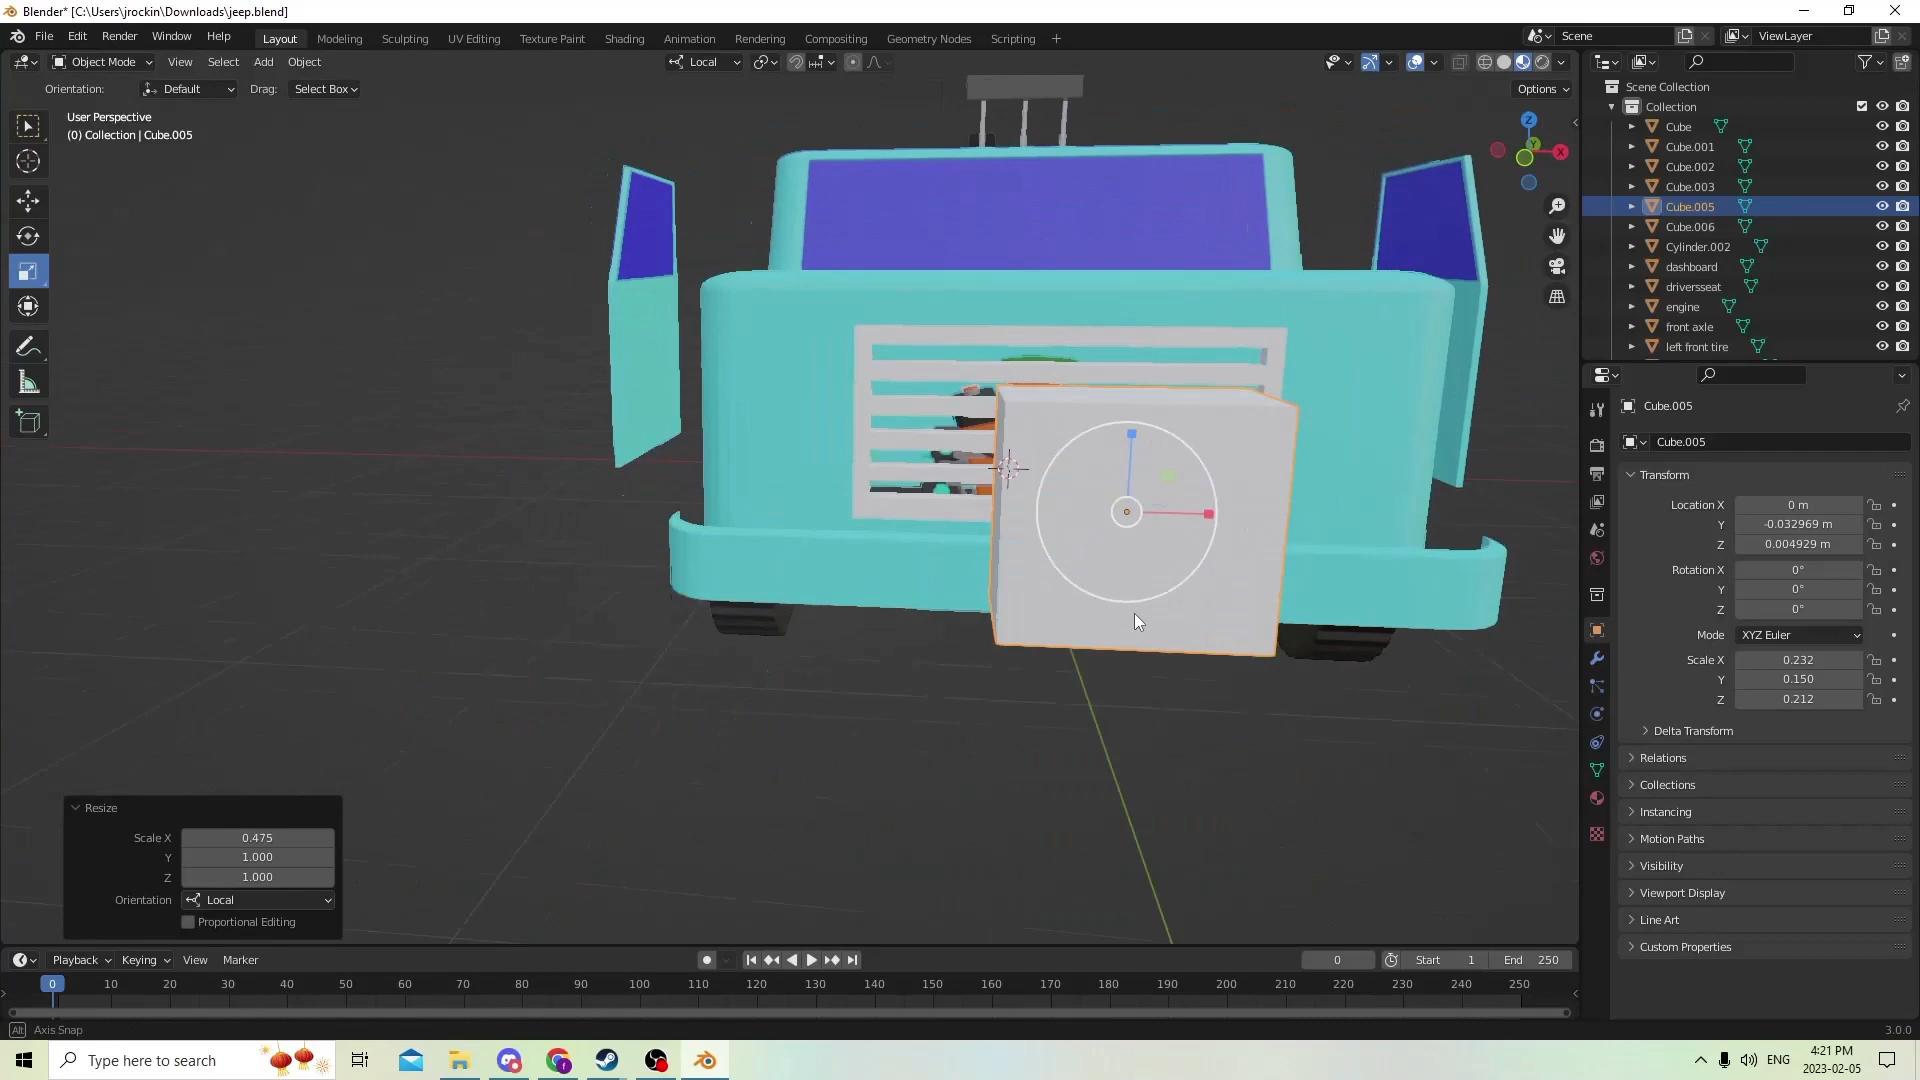 Blender* [C:\Users\jrockin\Downloads\jeep.blend]
File Edit Render Window Help Layout Modeling Sculpting UV Editing Texture Paint Shading Animation Rendering Compositing Geometry Nodes Scripting + Scene ViewLayer
Object Mode View Select Add Object Local
Orientation: Default Drag: Select Box Options
User Perspective
(0) Collection | Cube.005
Z
Y
X
Scene Collection
Collection
Cube
Cube.001
Cube.002
Cube.003
Cube.005
Cube.006
Cylinder.002
dashboard
driversseat
engine
front axle
left front tire
Cube.005
Cube.005
Transform
Location X 0 m
Y -0.032969 m
Z 0.004929 m
Rotation X 0°
Y 0°
Z 0°
Mode XYZ Euler
Scale X 0.232
Y 0.150
Z 0.212
Delta Transform
Relations
Collections
Instancing
Motion Paths
Visibility
Viewport Display
Line Art
Custom Properties
Resize
Scale X 0.475
Y 1.000
Z 1.000
Orientation Local
Proportional Editing
Playback Keying View Marker 0 Start 1 End 250
0 10 20 30 40 50 60 70 80 90 100 110 120 130 140 150 160 170 180 190 200 210 220 230 240 250
Alt Axis Snap 3.0.0
Type here to search ENG 4:21 PM
2023-02-05